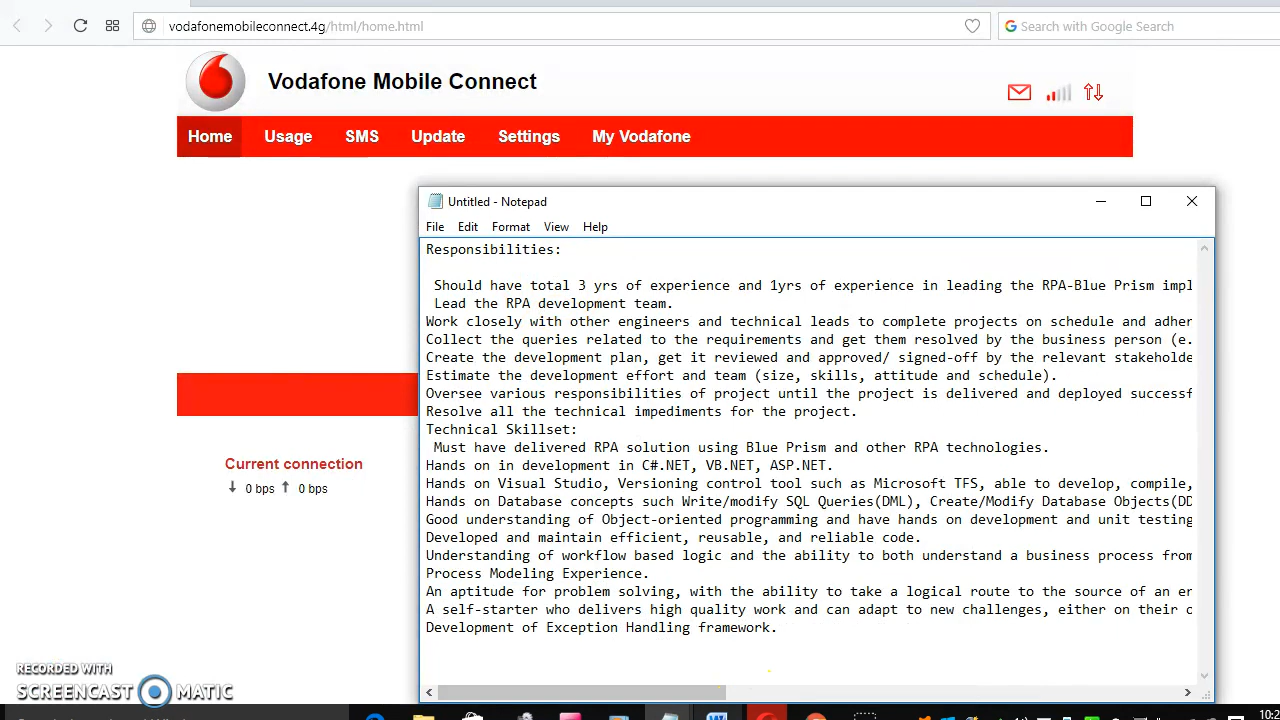 vodafonemobileconnect.4g/html/home.html
Search with Google Search
Vodafone Mobile Connect
Home Usage SMS Update Settings My Vodafone
Untitled - Notepad
File Edit Format View Help
Responsibilities:
Should have total 3 yrs of experience and 1yrs of experience in leading the RPA-Blue Prism impl
Lead the RPA development team.
Work closely with other engineers and technical leads to complete projects on schedule and adher
Collect the queries related to the requirements and get them resolved by the business person (e.
Create the development plan, get it reviewed and approved/ signed-off by the relevant stakeholde
Estimate the development effort and team (size, skills, attitude and schedule).
Oversee various responsibilities of project until the project is delivered and deployed successf
Resolve all the technical impediments for the project.
Technical Skillset:
Must have delivered RPA solution using Blue Prism and other RPA technologies.
Hands on in development in C#.NET, VB.NET, ASP.NET.
Hands on Visual Studio, Versioning control tool such as Microsoft TFS, able to develop, compile,
Hands on Database concepts such Write/modify SQL Queries(DML), Create/Modify Database Objects(DD
Good understanding of Object-oriented programming and have hands on development and unit testing
Developed and maintain efficient, reusable, and reliable code.
Understanding of workflow based logic and the ability to both understand a business process from
Process Modeling Experience.
An aptitude for problem solving, with the ability to take a logical route to the source of an er
A self-starter who delivers high quality work and can adapt to new challenges, either on their o
Development of Exception Handling framework.
Current connection
0 bps 0 bps
RECORDED WITH
SCREENCAST MATIC
10:2